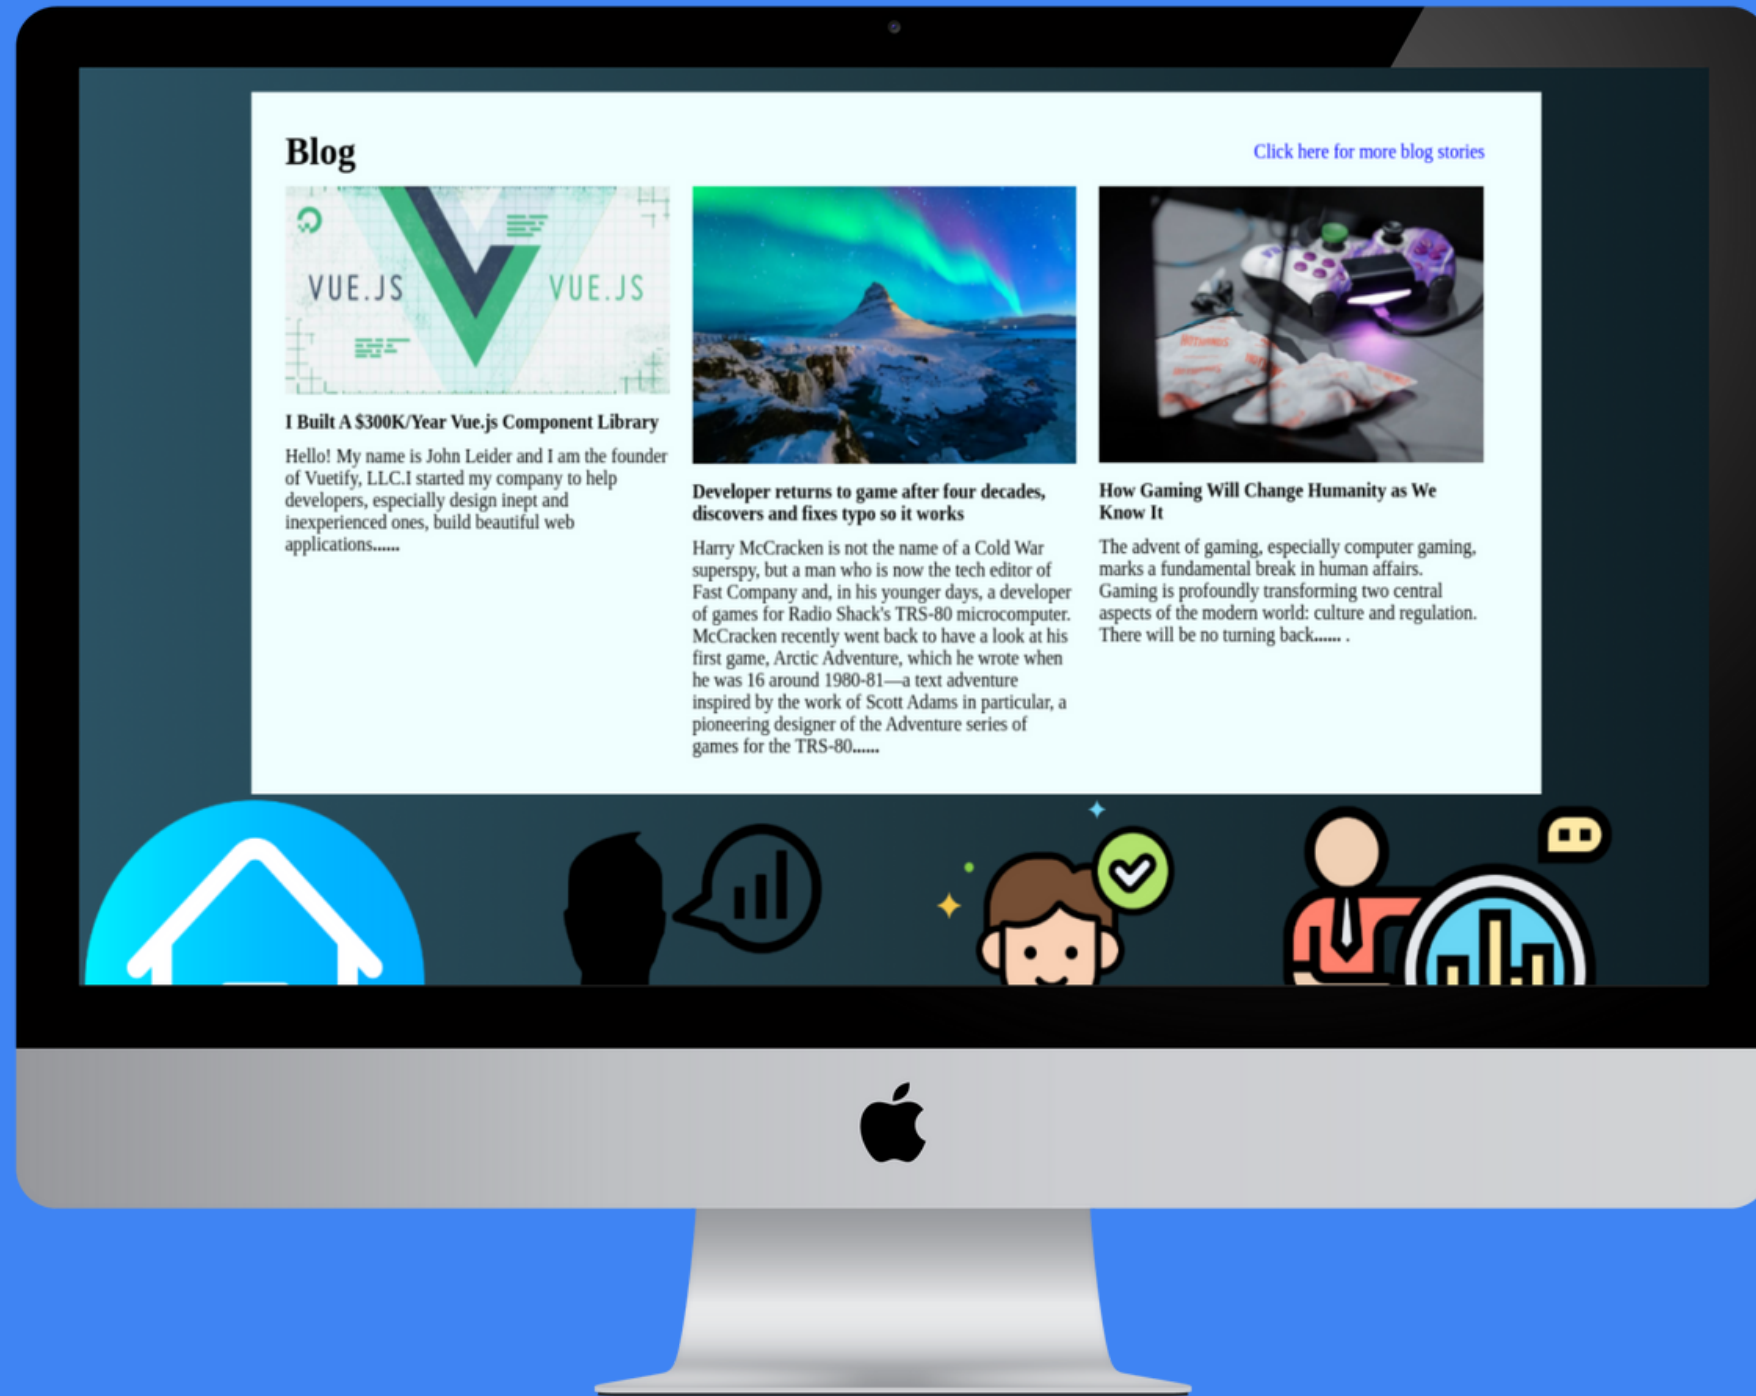 Blog
Click here for more blog stories
VUE.JS
VUE.JS
I Built A $300K/Year Vue.js Component Library
Hello! My name is John Leider and I am the founder
of Vuetify, LLC.I started my company to help
developers, especially design inept and
inexperienced ones, build beautiful web
applications......
Developer returns to game after four decades,
discovers and fixes typo so it works
Harry McCracken is not the name of a Cold War
superspy, but a man who is now the tech editor of
Fast Company and, in his younger days, a developer
of games for Radio Shack's TRS-80 microcomputer.
McCracken recently went back to have a look at his
first game, Arctic Adventure, which he wrote when
he was 16 around 1980-81—a text adventure
inspired by the work of Scott Adams in particular, a
pioneering designer of the Adventure series of
games for the TRS-80......
HOTHANDS
How Gaming Will Change Humanity as We
Know It
The advent of gaming, especially computer gaming,
marks a fundamental break in human affairs.
Gaming is profoundly transforming two central
aspects of the modern world: culture and regulation.
There will be no turning back...... .